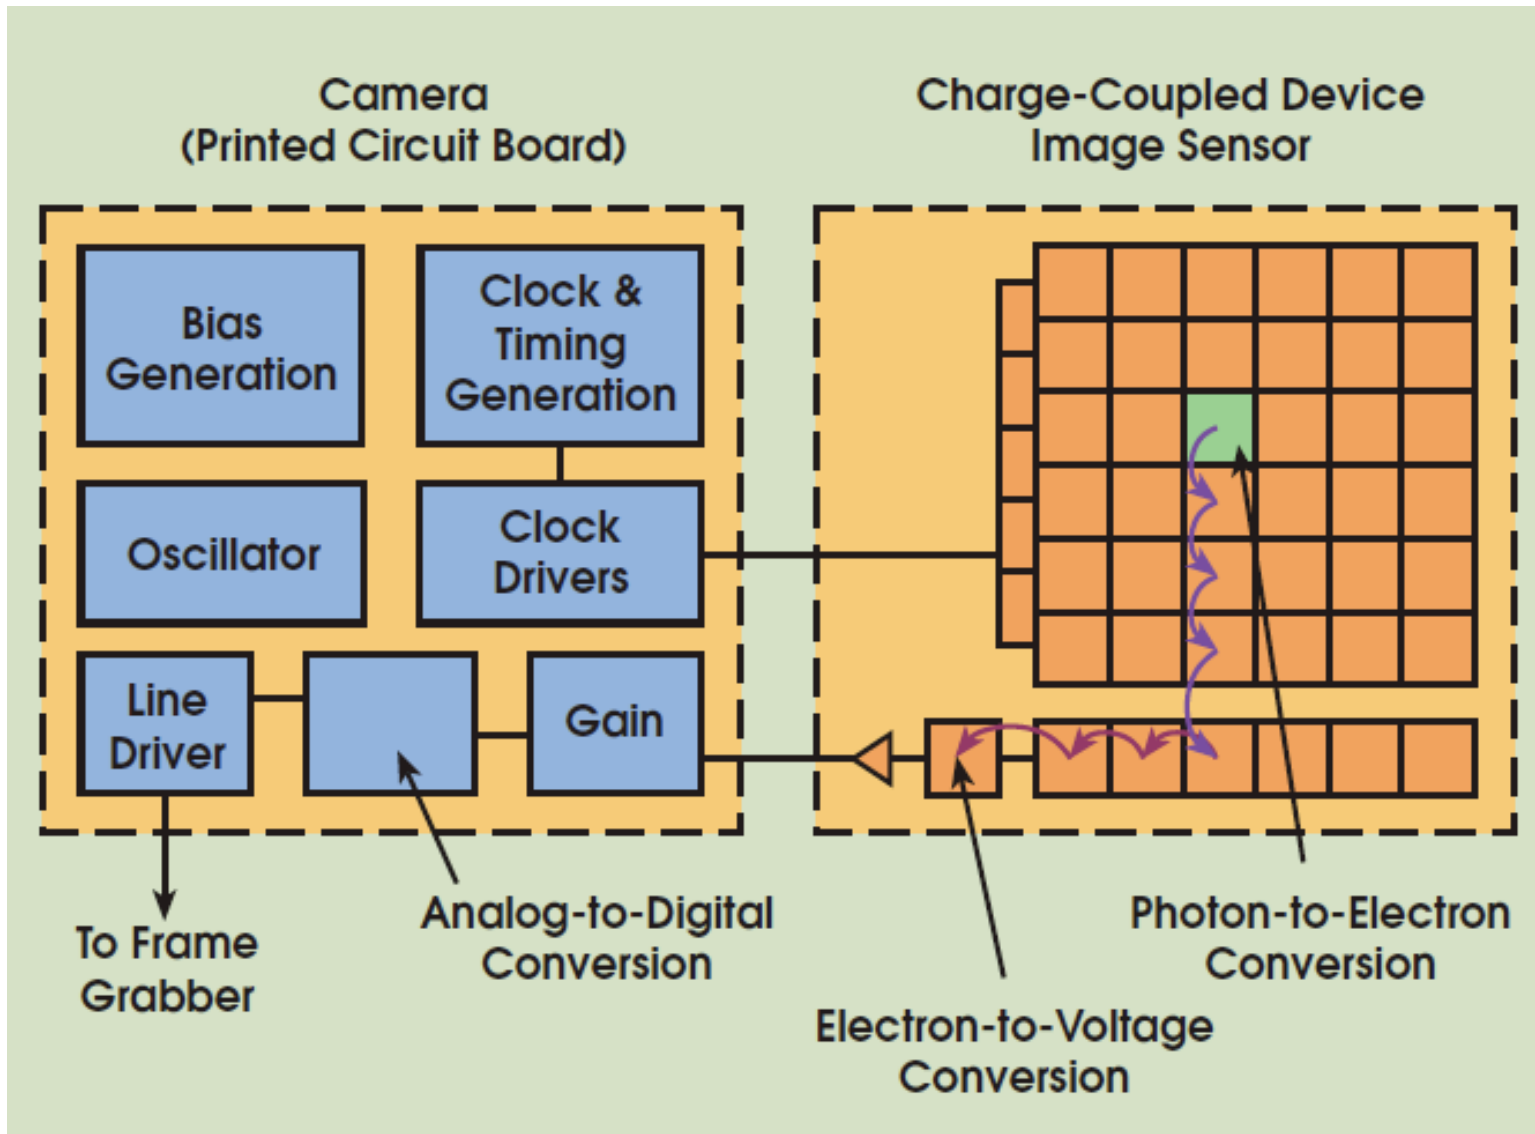 Camera
(Printed Circuit Board)
Charge-Coupled Device
Image Sensor
Bias
Generation
Clock &
Timing
Generation
Oscillator
Clock
Drivers
Line
Driver
Gain
Analog-to-Digital
Conversion
To Frame
Grabber
Photon-to-Electron
Conversion
Electron-to-Voltage
Conversion